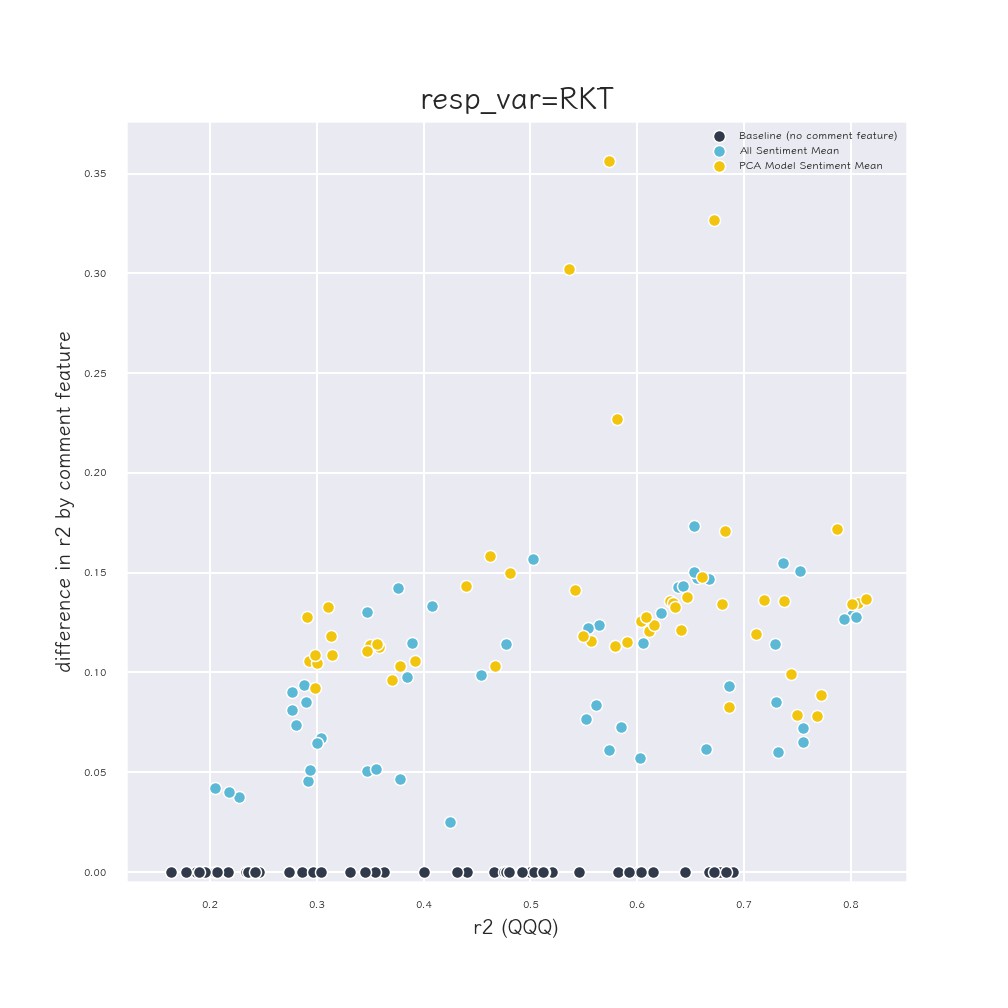 resp_var=RKT
Baseline (no comment feature)
All Sentiment Mean
PCA Model Sentiment Mean
difference in r2 by comment feature
0.35
0.30
0.25
0.20
0.15
0.10
0.05
0.00
0.2 0.3 0.4 0.5 0.6 0.7 0.8
r2 (QQQ)